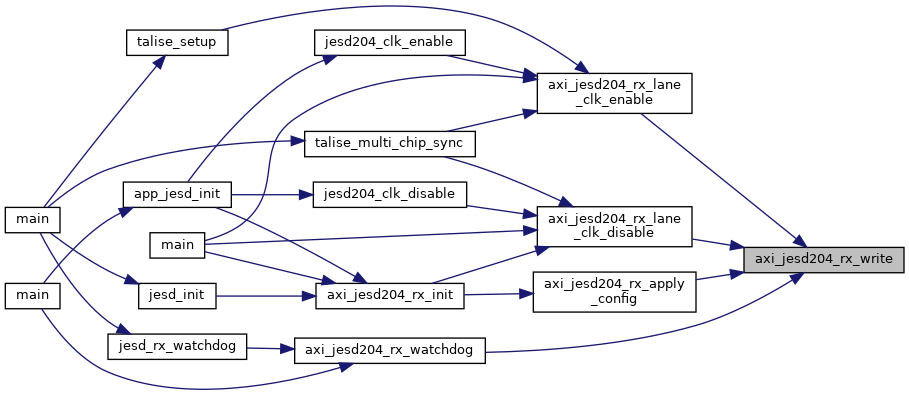 talise_setup
jesd204_clk_enable
axi_jesd204_rx_lane
_clk_enable
talise_multi_chip_sync
app_jesd_init
jesd204_clk_disable
main
axi_jesd204_rx_lane
_clk_disable
main
axi_jesd204_rx_write
main
jesd_init
axi_jesd204_rx_init
axi_jesd204_rx_apply
_config
jesd_rx_watchdog
axi_jesd204_rx_watchdog